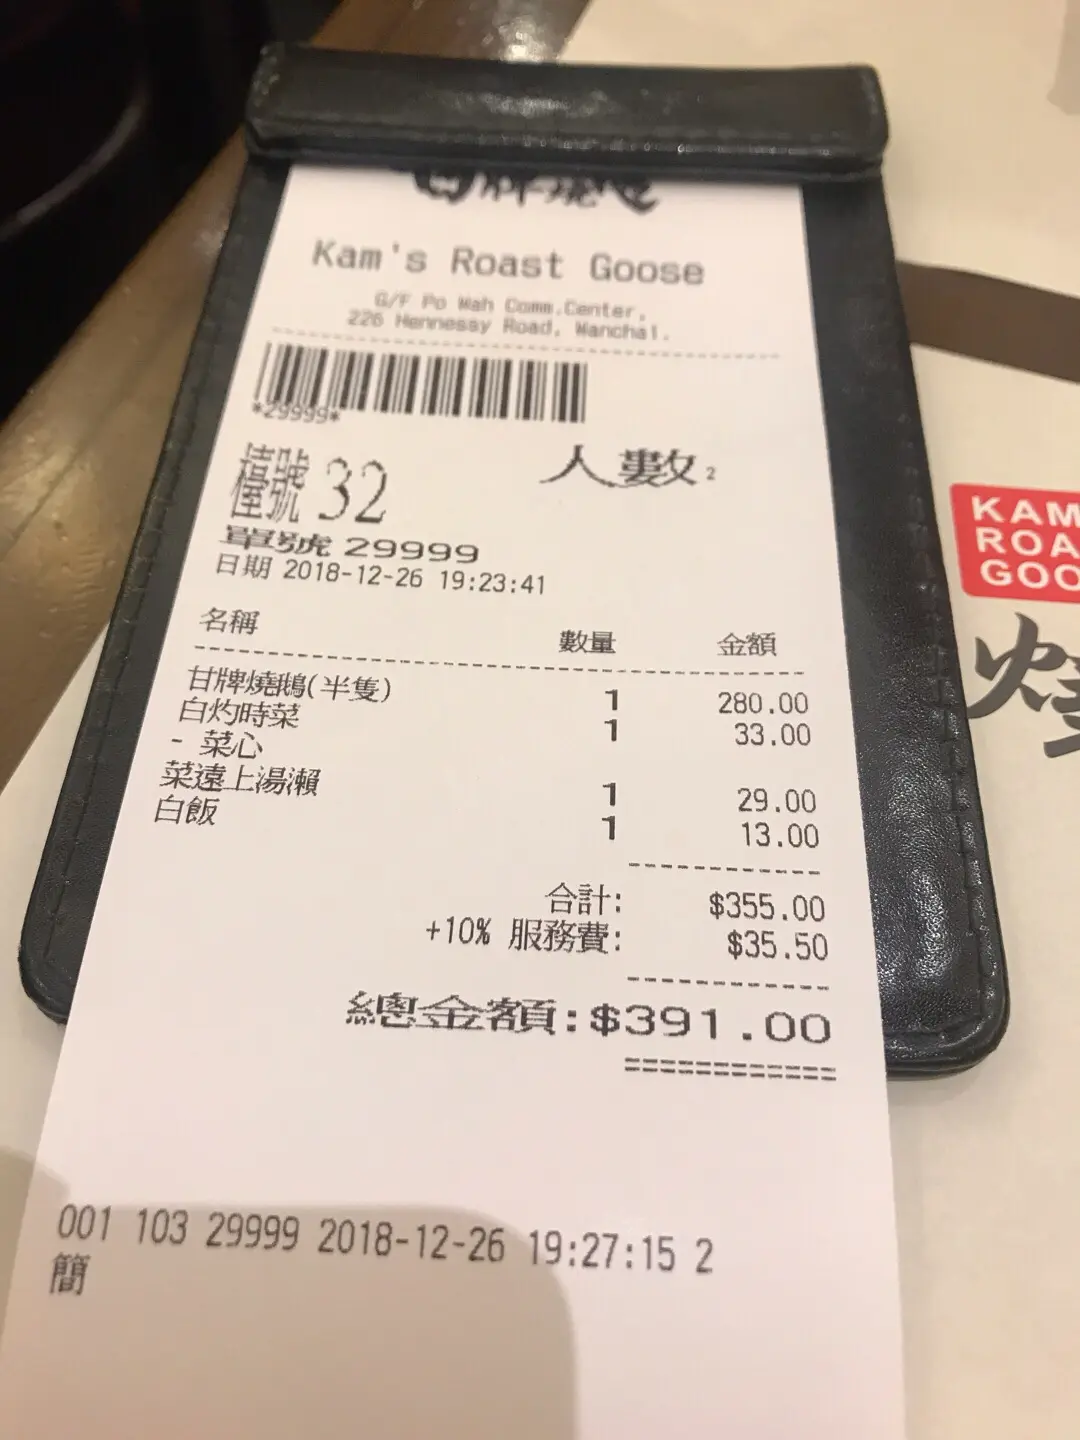 甘牌燒鵝
Kam's Roast Goose
G/F Po Wah Comm.Center,
226 Hennessy Road, Wanchai.
*29999*
檯號 32
人數 2
單號 29999
日期 2018-12-26 19:23:41
名稱 數量 金額
甘牌燒鵝(半隻) 1 280.00
白灼時菜 1 33.00
- 菜心
菜遠上湯瀨 1 29.00
白飯 1 13.00
合計: $355.00
+10% 服務費: $35.50
總金額:$391.00
001 103 29999 2018-12-26 19:27:15 2
簡
KAM
ROA
GOO
燒